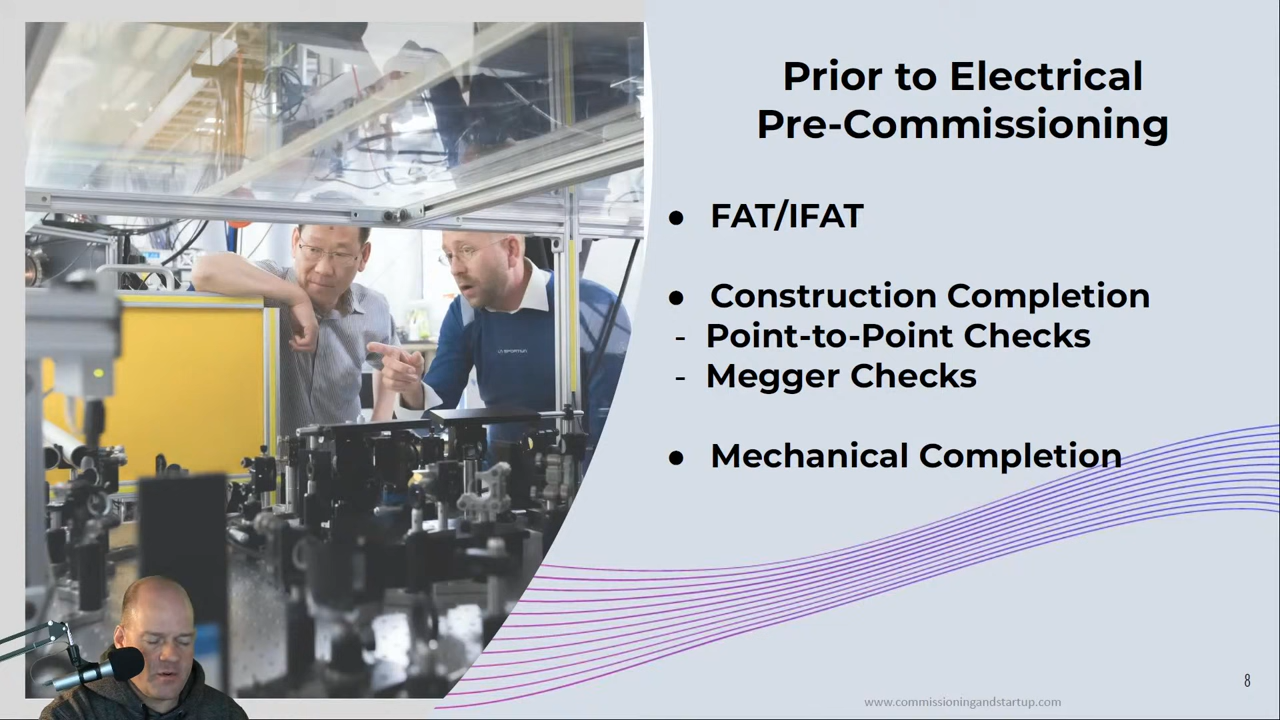 Prior to Electrical
Pre-Commissioning
● FAT/IFAT
● Construction Completion
- Point-to-Point Checks
- Megger Checks
● Mechanical Completion
8
www.commissioningandstartup.com